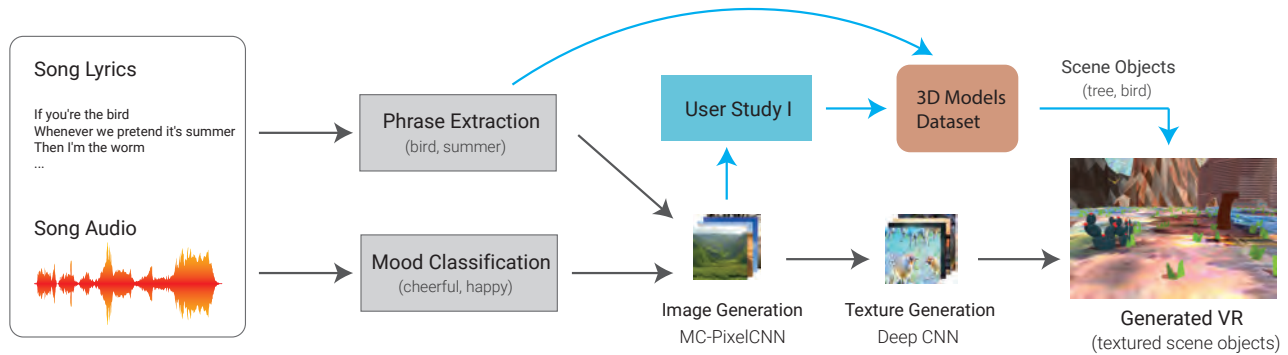 Song Lyrics
If you're the bird
Whenever we pretend it's summer
Then I'm the worm
...
Song Audio
Phrase Extraction
(bird, summer)
Mood Classification
(cheerful, happy)
User Study I
3D Models
Dataset
Scene Objects
(tree, bird)
Image Generation
MC-PixelCNN
Texture Generation
Deep CNN
Generated VR
(textured scene objects)